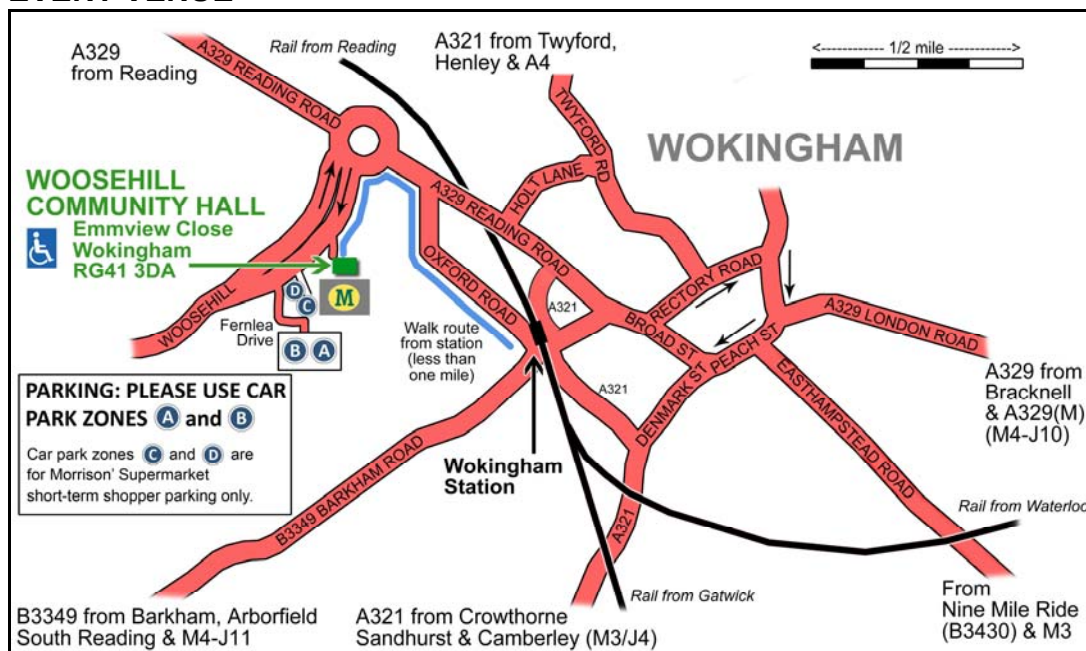 EVENT VENUE
A329
from Reading
A329 READING ROAD
Rail from Reading
A321 from Twyford,
Henley & A4
<------------ 1/2 mile ------------>
TWYFORD RD
WOKINGHAM
HOLT LANE
WOOSEHILL
COMMUNITY HALL
Emmview Close
Wokingham
RG41 3DA
A329 READING ROAD
OXFORD ROAD
RECTORY ROAD
A321
BROAD ST
PEACH ST
A329 LONDON ROAD
M
D
C
WOOSEHILL
Fernlea
Drive
B A
Walk route
from station
(less than
one mile)
A321
DENMARK ST
EASTHAMPSTEAD ROAD
A329 from
Bracknell
& A329(M)
(M4-J10)
PARKING: PLEASE USE CAR
PARK ZONES A and B
Car park zones C and D are
for Morrison' Supermarket
short-term shopper parking only.
Wokingham
Station
B3349 BARKHAM ROAD
A321
Rail from Waterloo
Rail from Gatwick
B3349 from Barkham, Arborfield
South Reading & M4-J11
A321 from Crowthorne
Sandhurst & Camberley (M3/J4)
From
Nine Mile Ride
(B3430) & M3